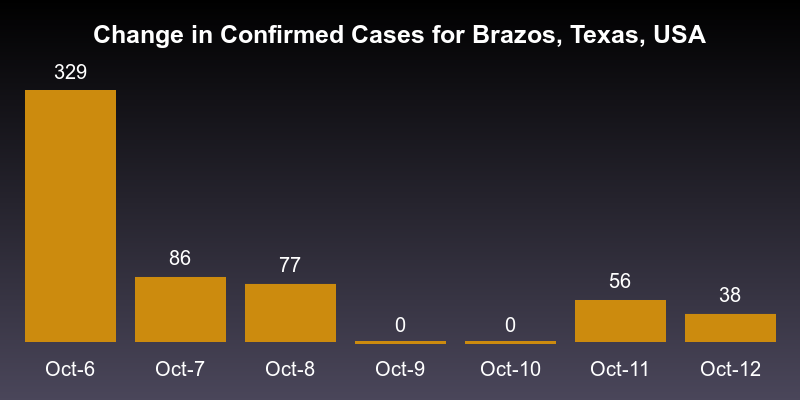 Change in Confirmed Cases for Brazos, Texas, USA
329
86
77
0
0
56
38
Oct-6
Oct-7
Oct-8
Oct-9
Oct-10
Oct-11
Oct-12